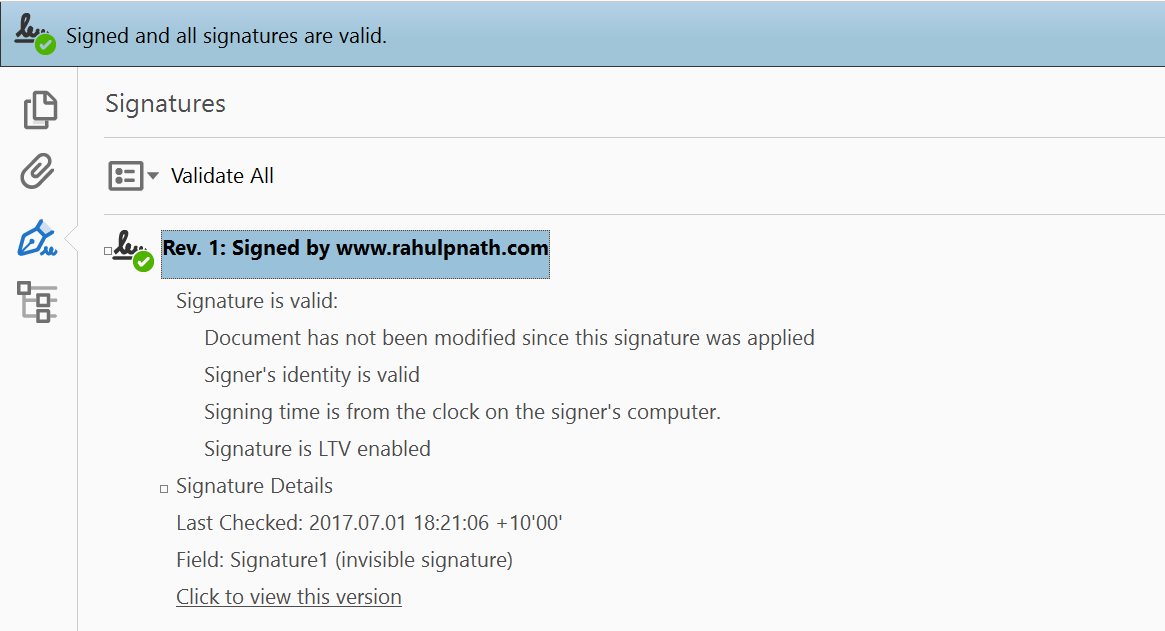 Signed and all signatures are valid.
Signatures
Validate All
Rev. 1: Signed by www.rahulpnath.com
Signature is valid:
Document has not been modified since this signature was applied
Signer's identity is valid
Signing time is from the clock on the signer's computer.
Signature is LTV enabled
Signature Details
Last Checked: 2017.07.01 18:21:06 +10'00'
Field: Signature1 (invisible signature)
Click to view this version